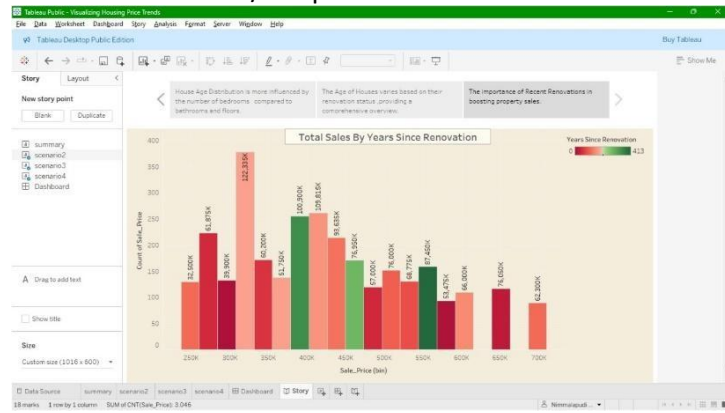 Tableau Public - Visualizing Housing Price Trends
File Data Worksheet Dashboard Story Analysis Format Server Window Help
Tableau Desktop Public Edition
Buy Tableau
Show Me
Story Layout
New story point
Blank Duplicate
summary
scenario2
scenario3
scenario4
Dashboard
A Drag to add text
Show title
Size
Custom size (1016 x 800)
House Age Distribution is more influenced by
the number of bedrooms compared to
bathrooms and floors.
The Age of Houses varies based on their
renovation status ,providing a
comprehensive overview.
The importance of Recent Renovations in
boosting property sales.
Total Sales By Years Since Renovation
Years Since Renovation
0 413
Count of Sale_Price
400
350
300
250
200
150
100
50
0
32,500K
61,875K
39,900K
122,335K
60,200K
51,750K
100,900K
109,815K
93,635K
76,950K
57,000K
76,000K
68,775K
87,450K
53,475K
66,000K
76,050K
62,300K
250K 300K 350K 400K 450K 500K 550K 600K 650K 700K
Sale_Price (bin)
Data Source summary scenario2 scenario3 scenario4 Dashboard Story
18 marks 1 row by 1 column SUM of CNT(Sale_Price): 3,046